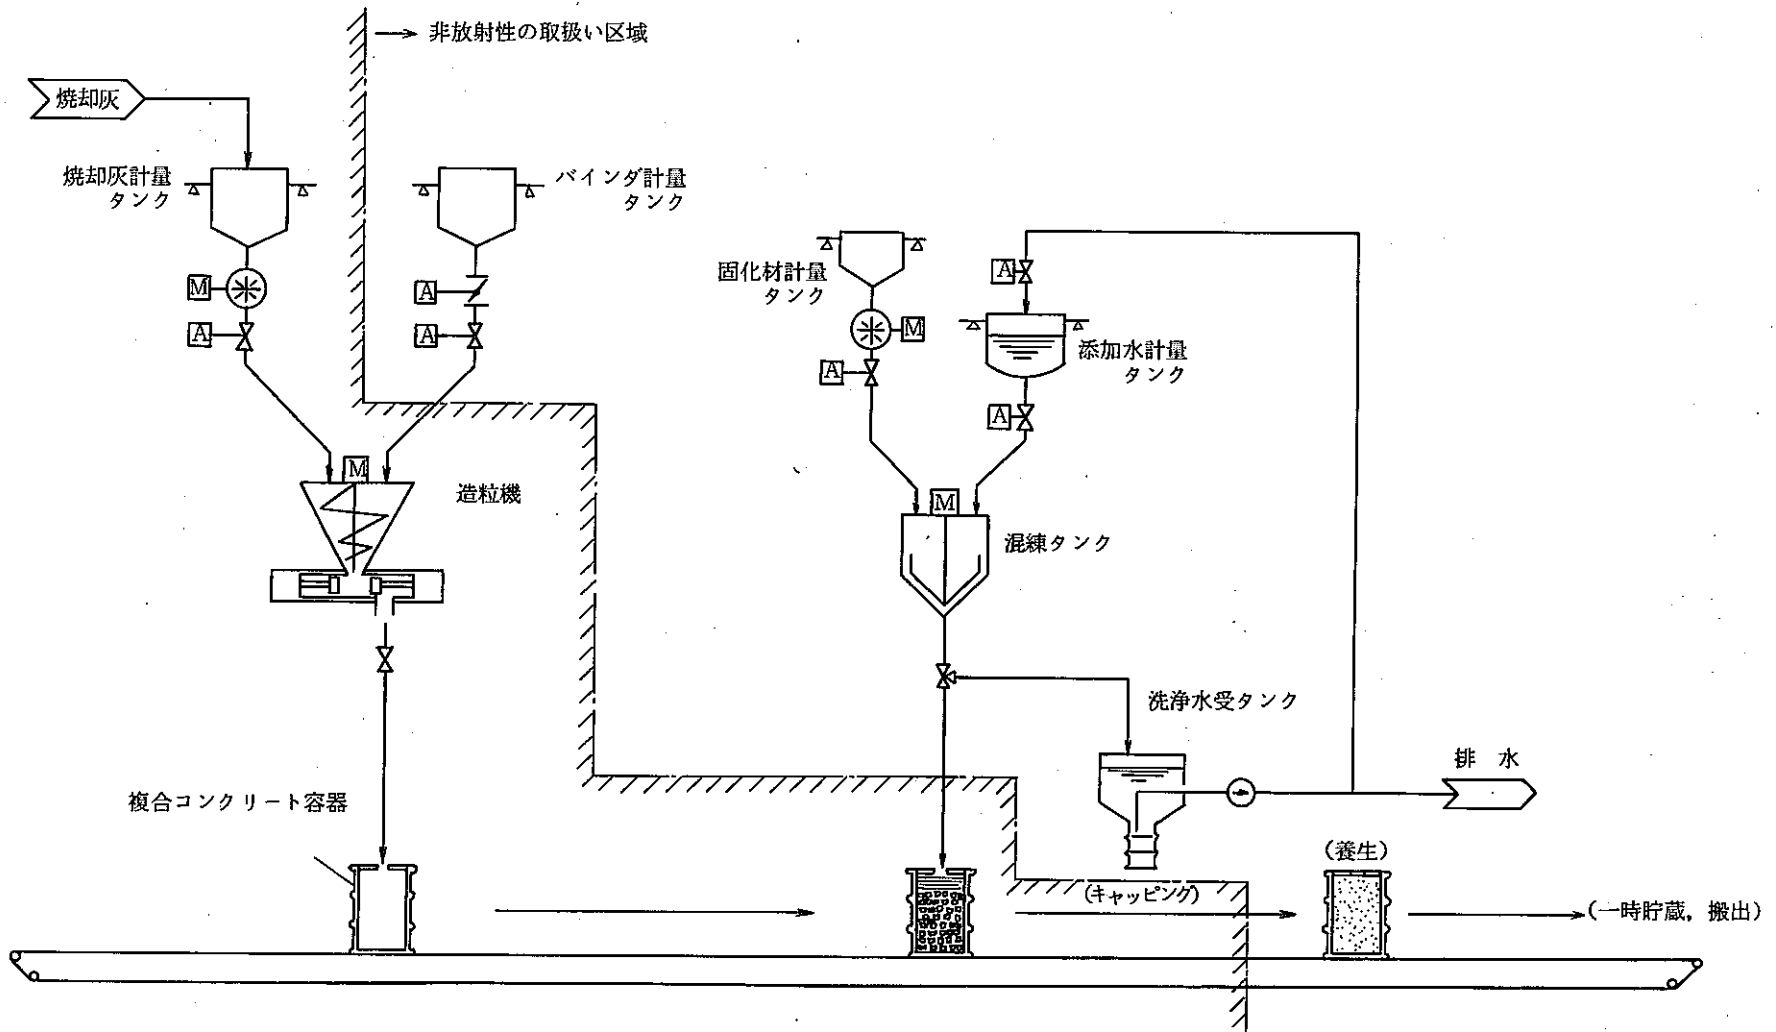 非放射性の取扱い区域
焼却灰
焼却灰計量
タンク
バインダ計量
タンク
固化材計量
タンク
添加水計量
タンク
M
A
A
A
M
A
A
A
M
造粒機
M
混練タンク
洗浄水受タンク
排 水
複合コンクリート容器
(養生)
(キャッピング)
(一時貯蔵, 搬出)